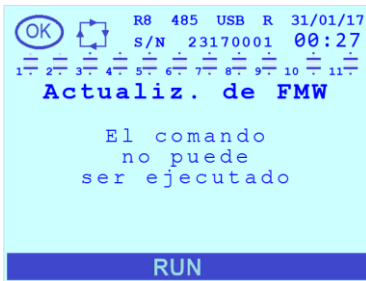 OK R8 485 USB R 31/01/17
S/N 23170001 00:27
1 2 3 4 5 6 7 8 9 10 11
Actualiz. de FMW
El comando
no puede
ser ejecutado
RUN